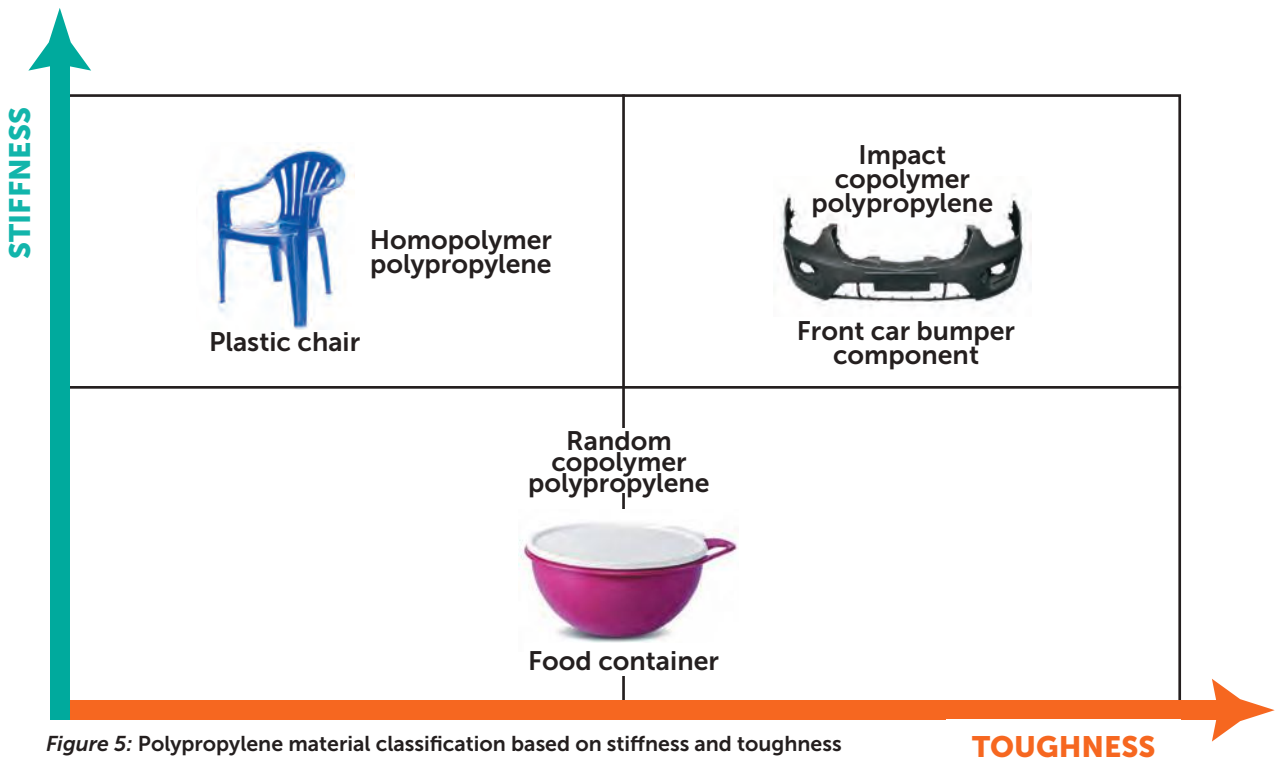 STIFFNESS
Impact
copolymer
polypropylene
Homopolymer
polypropylene
Plastic chair
Front car bumper
component
Random
copolymer
polypropylene
Food container
Figure 5: Polypropylene material classification based on stiffness and toughness
TOUGHNESS